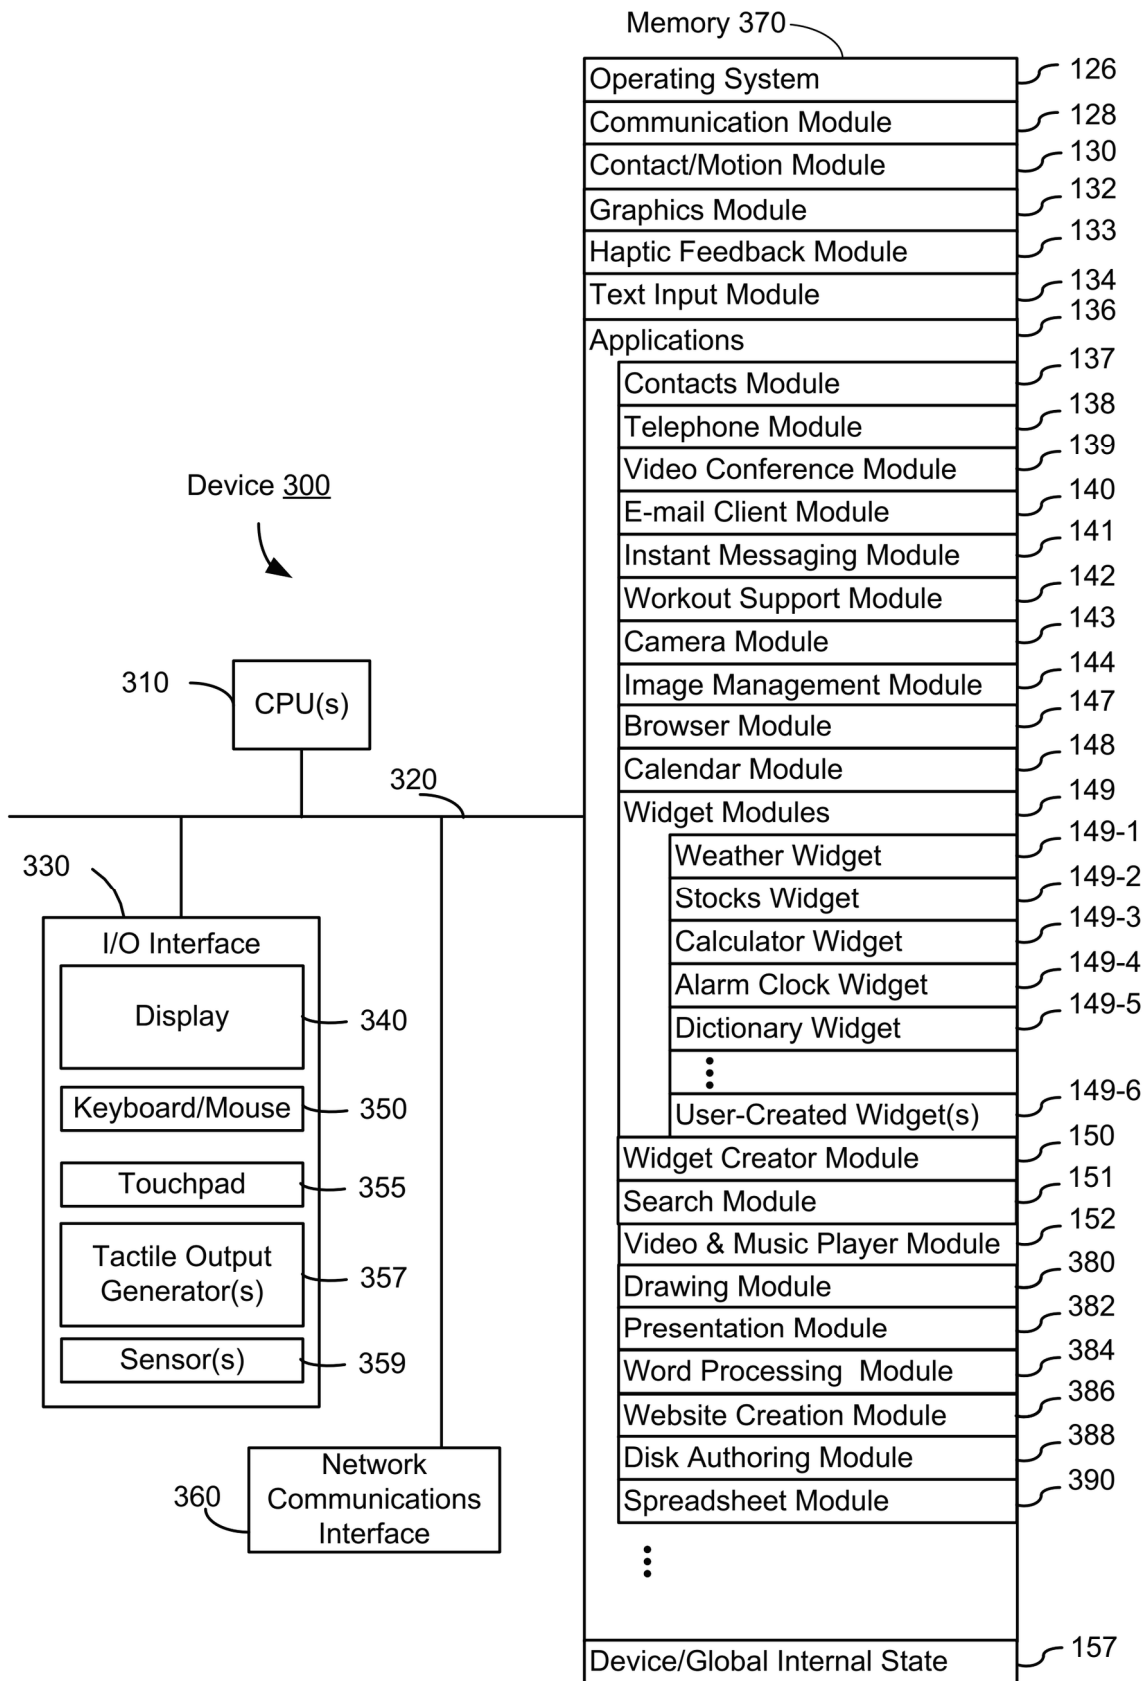 Memory 370
Operating System 126
Communication Module 128
Contact/Motion Module 130
Graphics Module 132
Haptic Feedback Module 133
Text Input Module 134
Applications 136
Contacts Module 137
Telephone Module 138
Video Conference Module 139
E-mail Client Module 140
Instant Messaging Module 141
Workout Support Module 142
Camera Module 143
Image Management Module 144
Browser Module 147
Calendar Module 148
Widget Modules 149
Weather Widget 149-1
Stocks Widget 149-2
Calculator Widget 149-3
Alarm Clock Widget 149-4
Dictionary Widget 149-5
User-Created Widget(s) 149-6
Widget Creator Module 150
Search Module 151
Video & Music Player Module 152
Drawing Module 380
Presentation Module 382
Word Processing Module 384
Website Creation Module 386
Disk Authoring Module 388
Spreadsheet Module 390
Device/Global Internal State 157
Device 300
310
CPU(s)
320
330
I/O Interface
Display 340
Keyboard/Mouse 350
Touchpad 355
Tactile Output
Generator(s) 357
Sensor(s) 359
360
Network
Communications
Interface